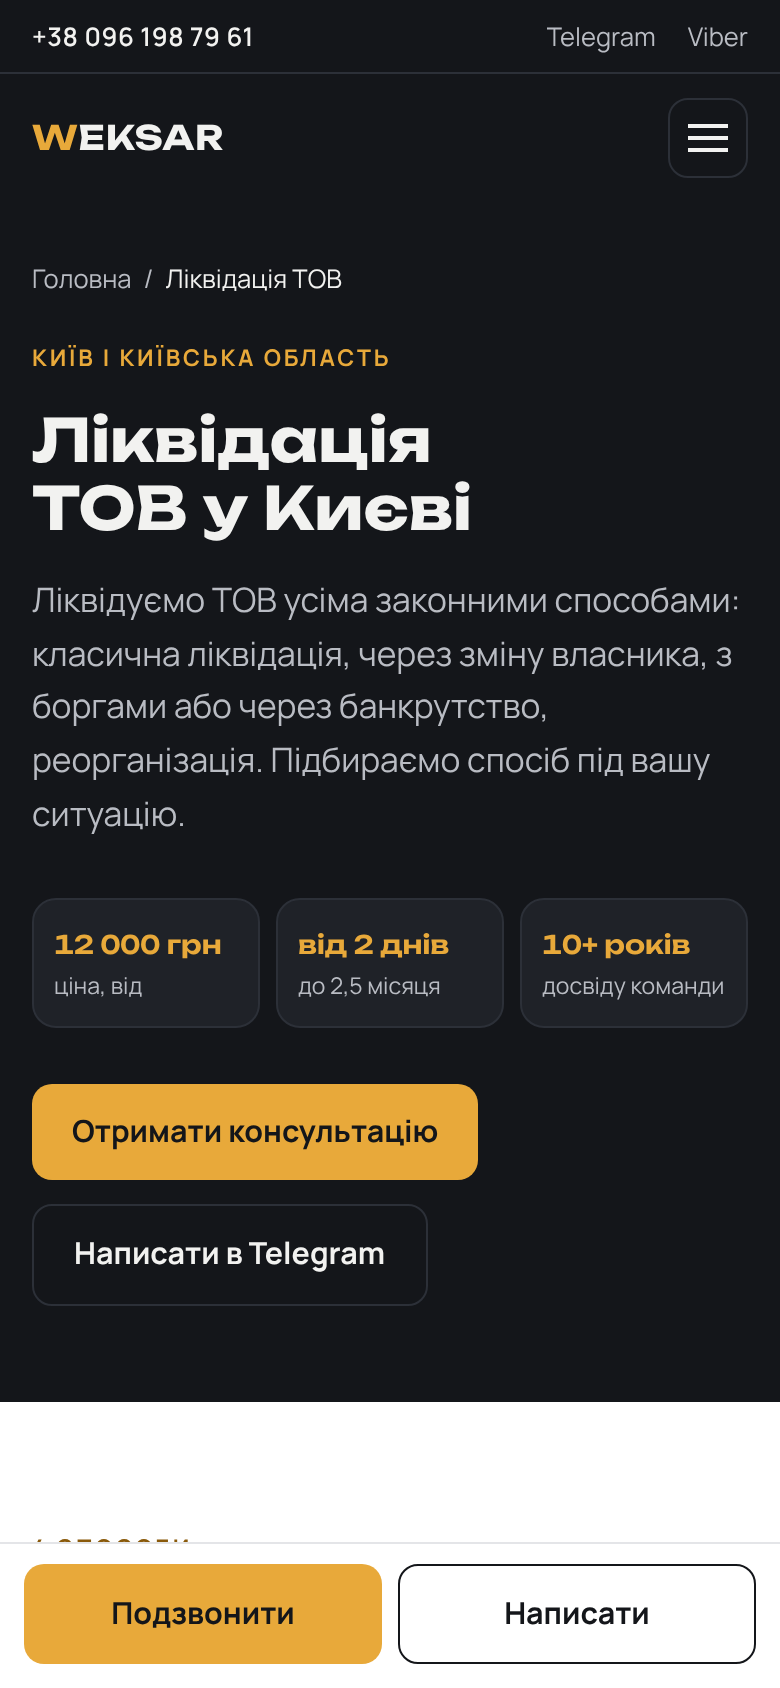 +38 096 198 79 61 Telegram Viber
WEKSAR
Головна / Ліквідація ТОВ
КИЇВ І КИЇВСЬКА ОБЛАСТЬ
Ліквідація
ТОВ у Києві
Ліквідуємо ТОВ усіма законними способами:
класична ліквідація, через зміну власника, з
боргами або через банкрутство,
реорганізація. Підбираємо спосіб під вашу
ситуацію.
12 000 грн від 2 днів 10+ років
ціна, від до 2,5 місяця досвіду команди
Отримати консультацію
Написати в Telegram
Подзвонити Написати